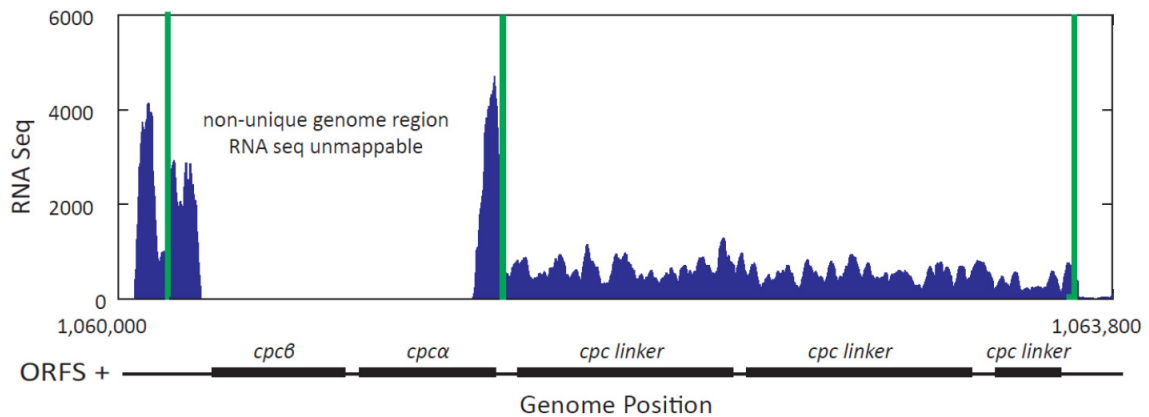 6000
4000
2000
0
RNA Seq
non-unique genome region
RNA seq unmappable
1,060,000
1,063,800
cpcβ
cpcα
cpc linker
cpc linker
cpc linker
ORFS +
Genome Position